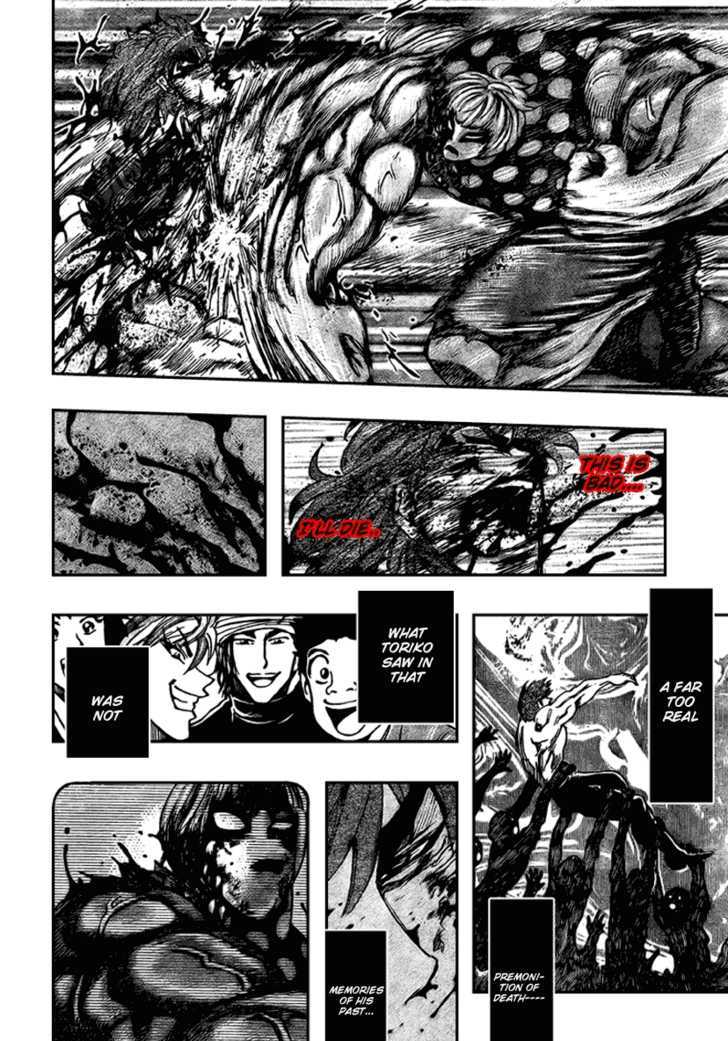 THIS IS
BAD....
I'LL DIE..
A FAR
TOO
REAL
PREMONI-
TION OF
DEATH----
WHAT
TORIKO
SAW IN
THAT
WAS
NOT
MEMORIES
OF HIS
PAST...